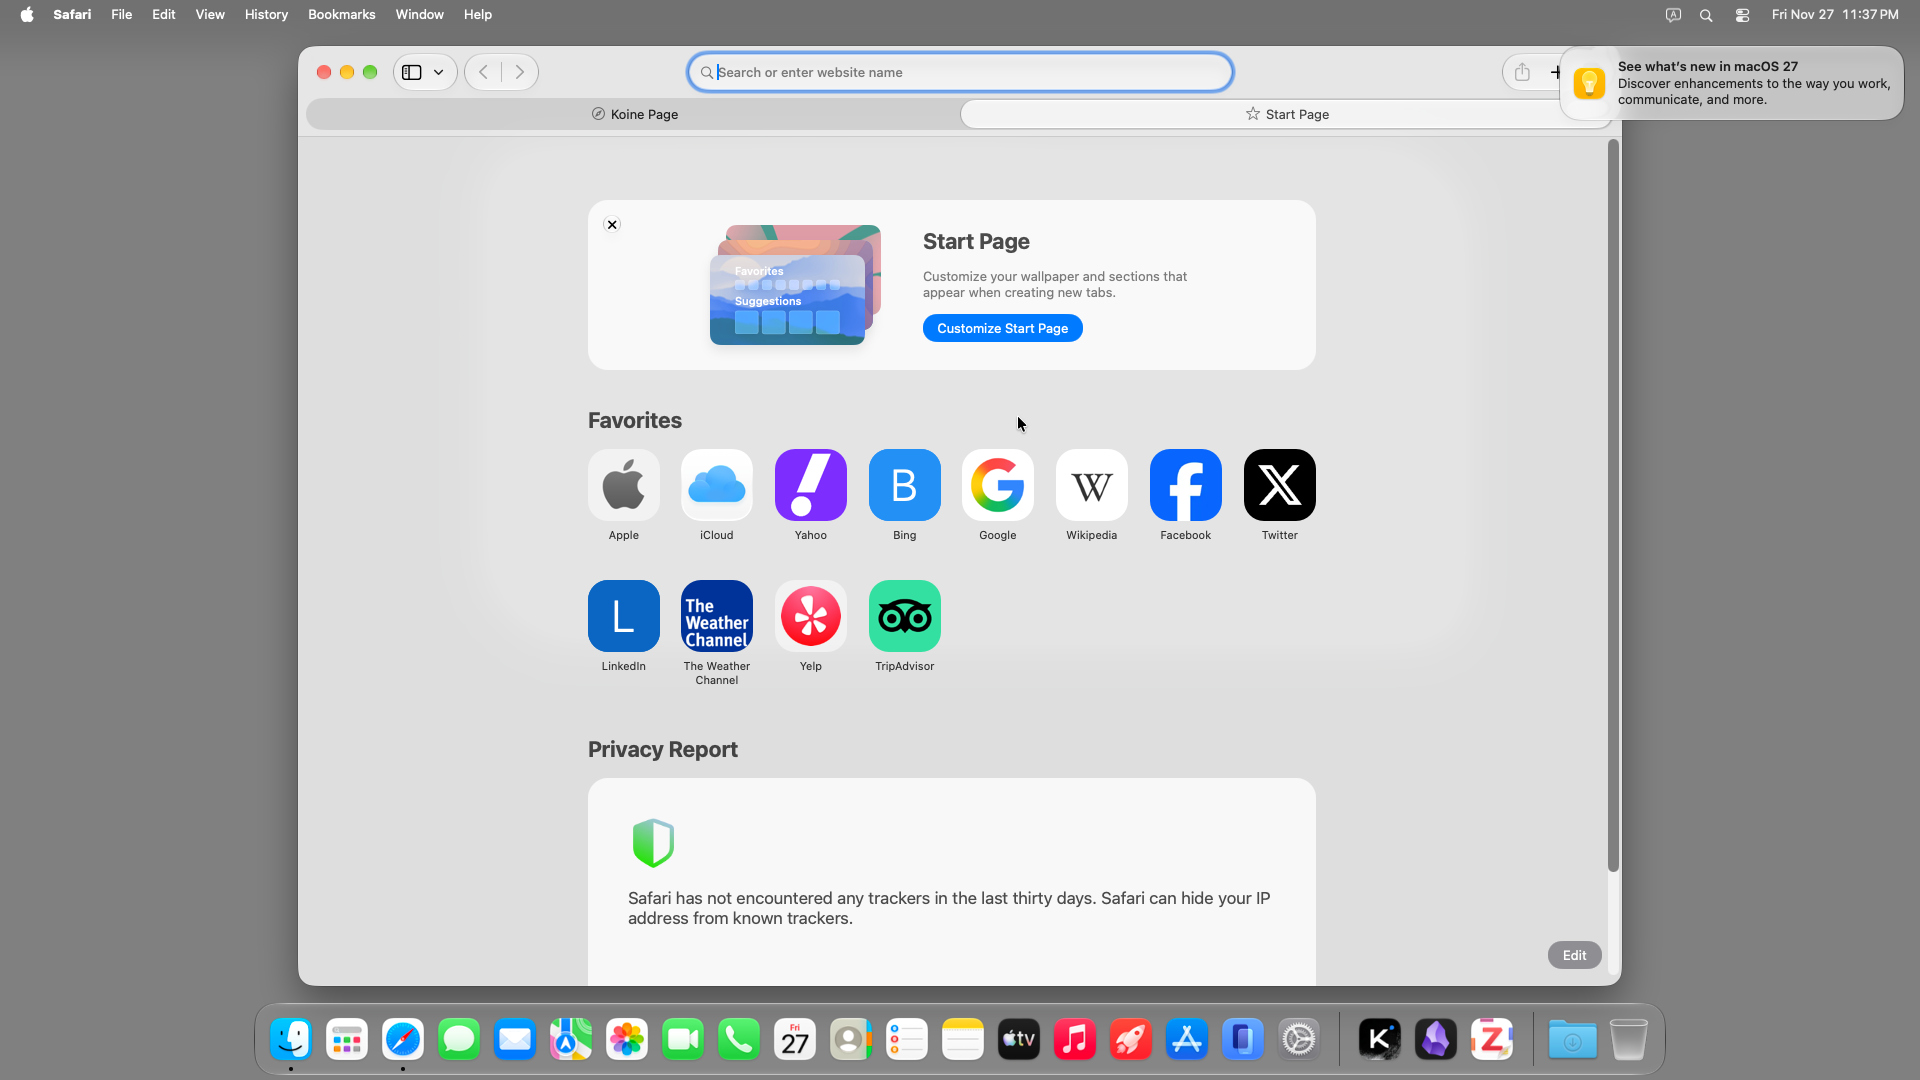 Safari File Edit View History Bookmarks Window Help
Fri Nov 27 11:37 PM
Search or enter website name
See what's new in macOS 27
Discover enhancements to the way you work,
communicate, and more.
Koine Page
Start Page
Favorites
Suggestions
Start Page
Customize your wallpaper and sections that
appear when creating new tabs.
Customize Start Page
Favorites
B
W
The
Weather
Channel
L
Apple
iCloud
Yahoo
Bing
Google
Wikipedia
Facebook
Twitter
LinkedIn
The Weather
Channel
Yelp
TripAdvisor
Privacy Report
Safari has not encountered any trackers in the last thirty days. Safari can hide your IP
address from known trackers.
Edit
Fri
27
tv
K
Z